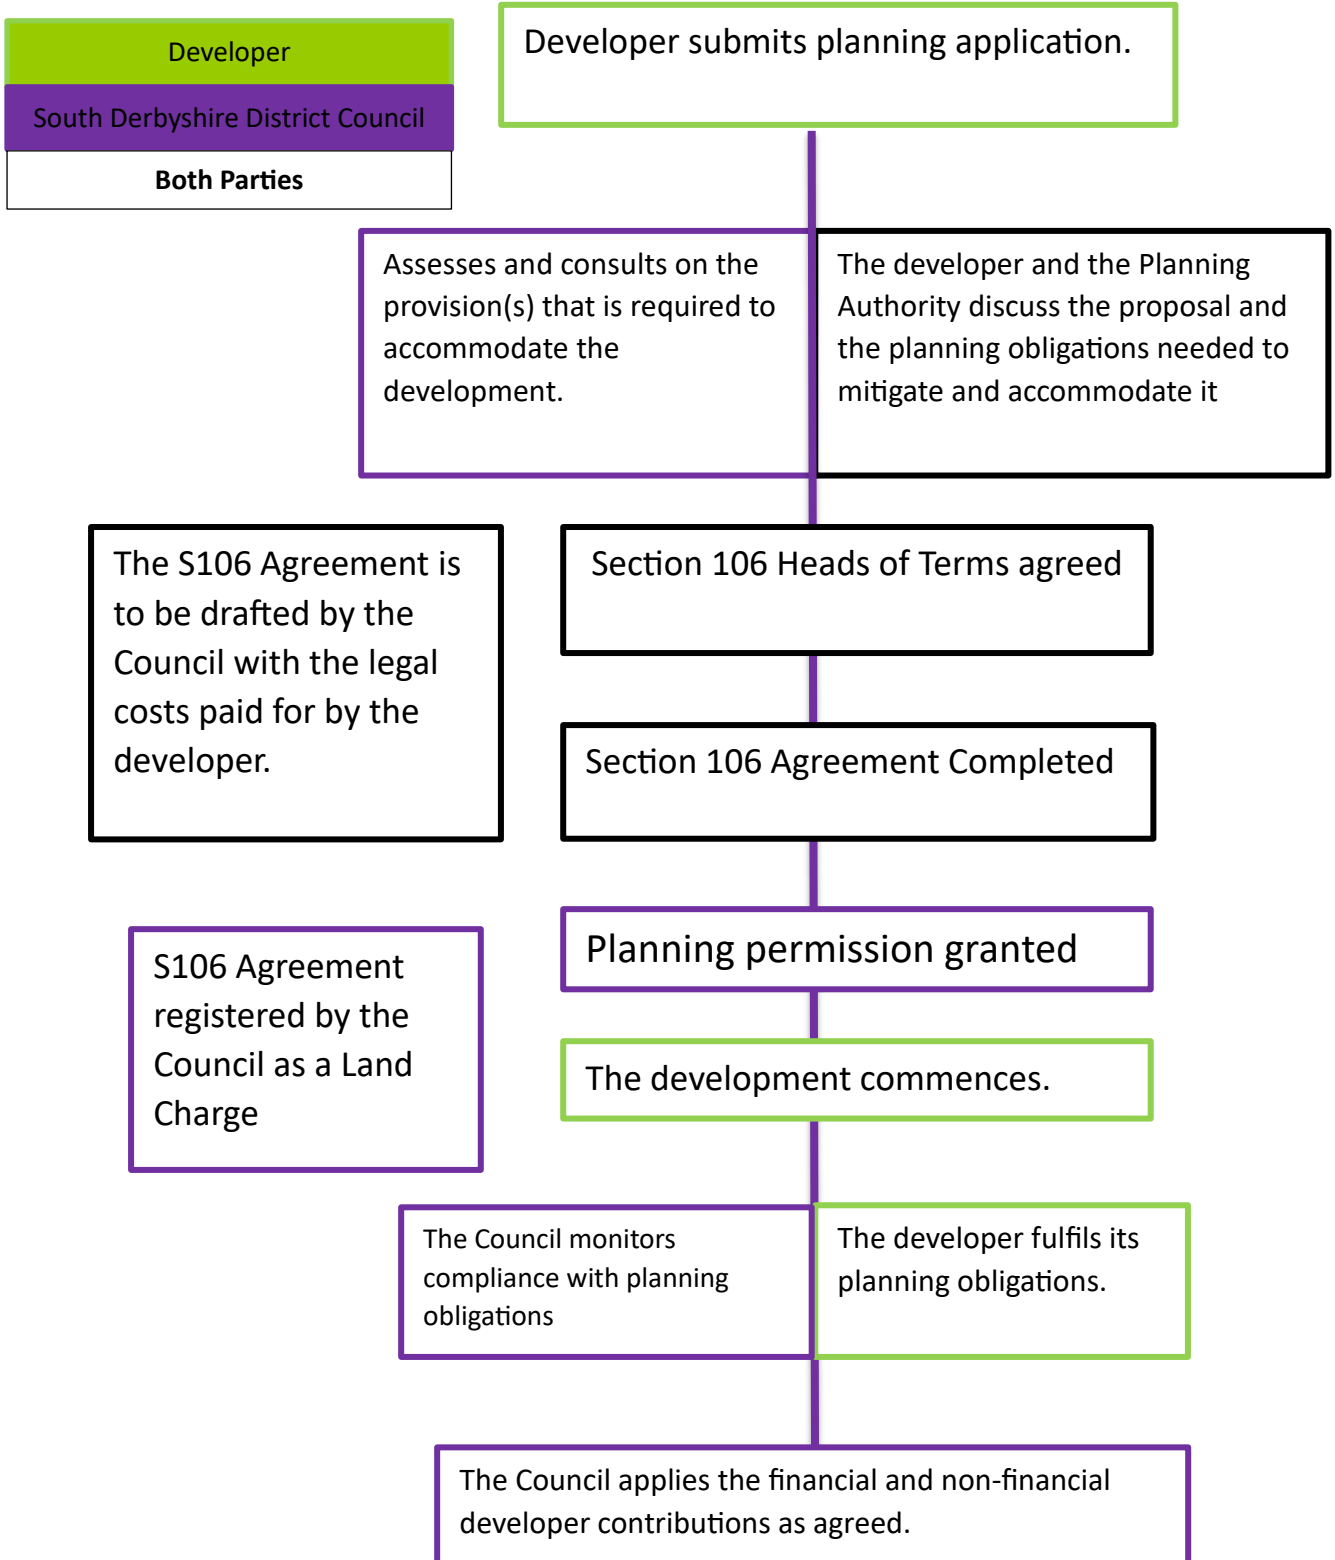 Developer
South Derbyshire District Council
Both Parties
Developer submits planning application.
Assesses and consults on the
provision(s) that is required to
accommodate the
development.
The developer and the Planning
Authority discuss the proposal and
the planning obligations needed to
mitigate and accommodate it
The S106 Agreement is
to be drafted by the
Council with the legal
costs paid for by the
developer.
Section 106 Heads of Terms agreed
Section 106 Agreement Completed
Planning permission granted
S106 Agreement
registered by the
Council as a Land
Charge
The development commences.
The Council monitors
compliance with planning
obligations
The developer fulfils its
planning obligations.
The Council applies the financial and non-financial
developer contributions as agreed.